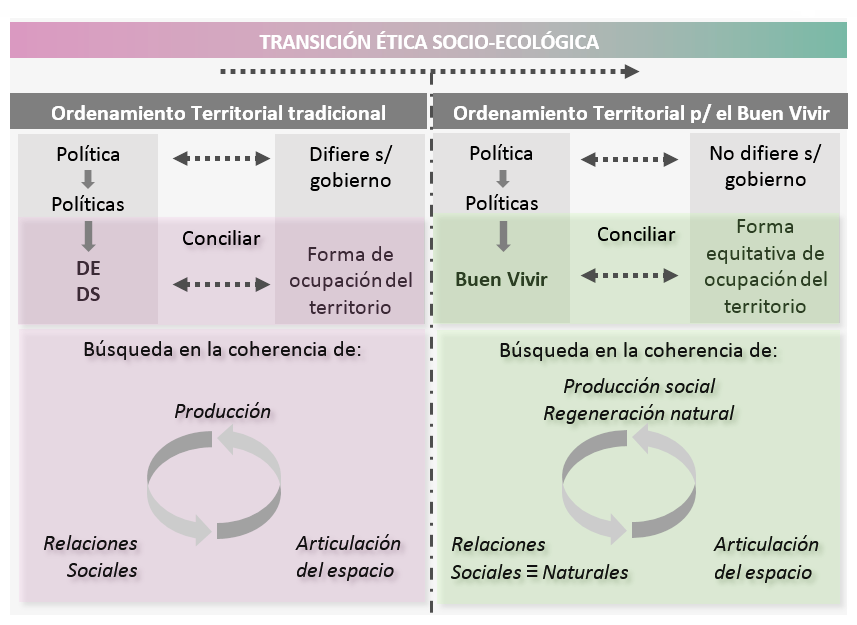 TRANSICIÓN ÉTICA SOCIO-ECOLÓGICA
Ordenamiento Territorial tradicional
Política
Políticas
DE
DS
Difiere s/
gobierno
Conciliar
Forma de
ocupación del
territorio
Búsqueda en la coherencia de:
Producción
Relaciones
Sociales
Articulación
del espacio
Ordenamiento Territorial p/ el Buen Vivir
Política
Políticas
Buen Vivir
No difiere s/
gobierno
Conciliar
Forma
equitativa de
ocupación del
territorio
Búsqueda en la coherencia de:
Producción social
Regeneración natural
Relaciones
Sociales ≡ Naturales
Articulación
del espacio